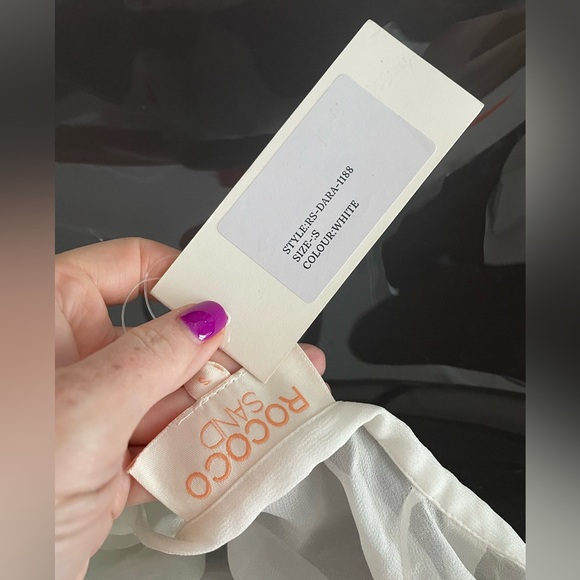 STYLE:RS-DARA-1188
SIZE-:S
COLOUR:WHITE
S
ROCOCO
SAND